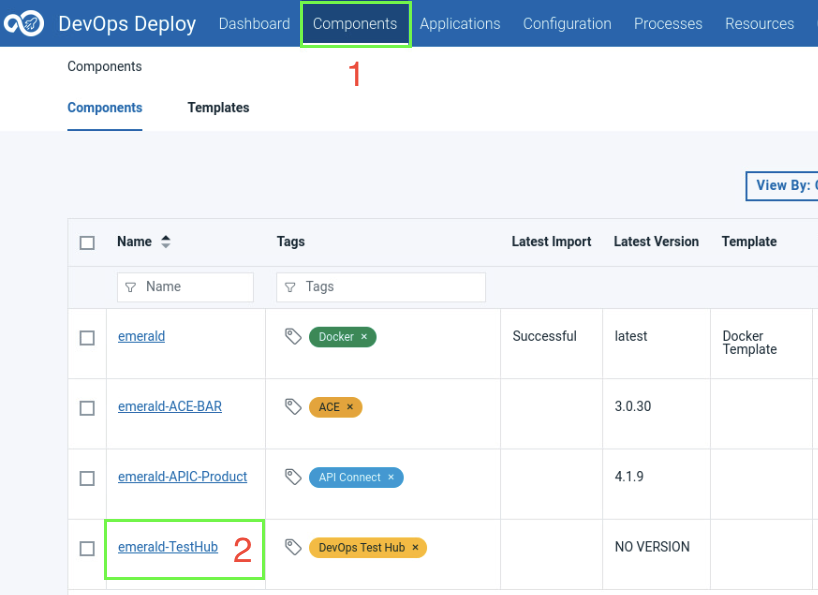 DevOps Deploy Dashboard Components Applications Configuration Processes Resources
Components
1
Components Templates
View By:
Name Tags Latest Import Latest Version Template
Name Tags
emerald Docker × Successful latest Docker
Template
emerald-ACE-BAR ACE × 3.0.30
emerald-APIC-Product API Connect × 4.1.9
emerald-TestHub 2 DevOps Test Hub × NO VERSION